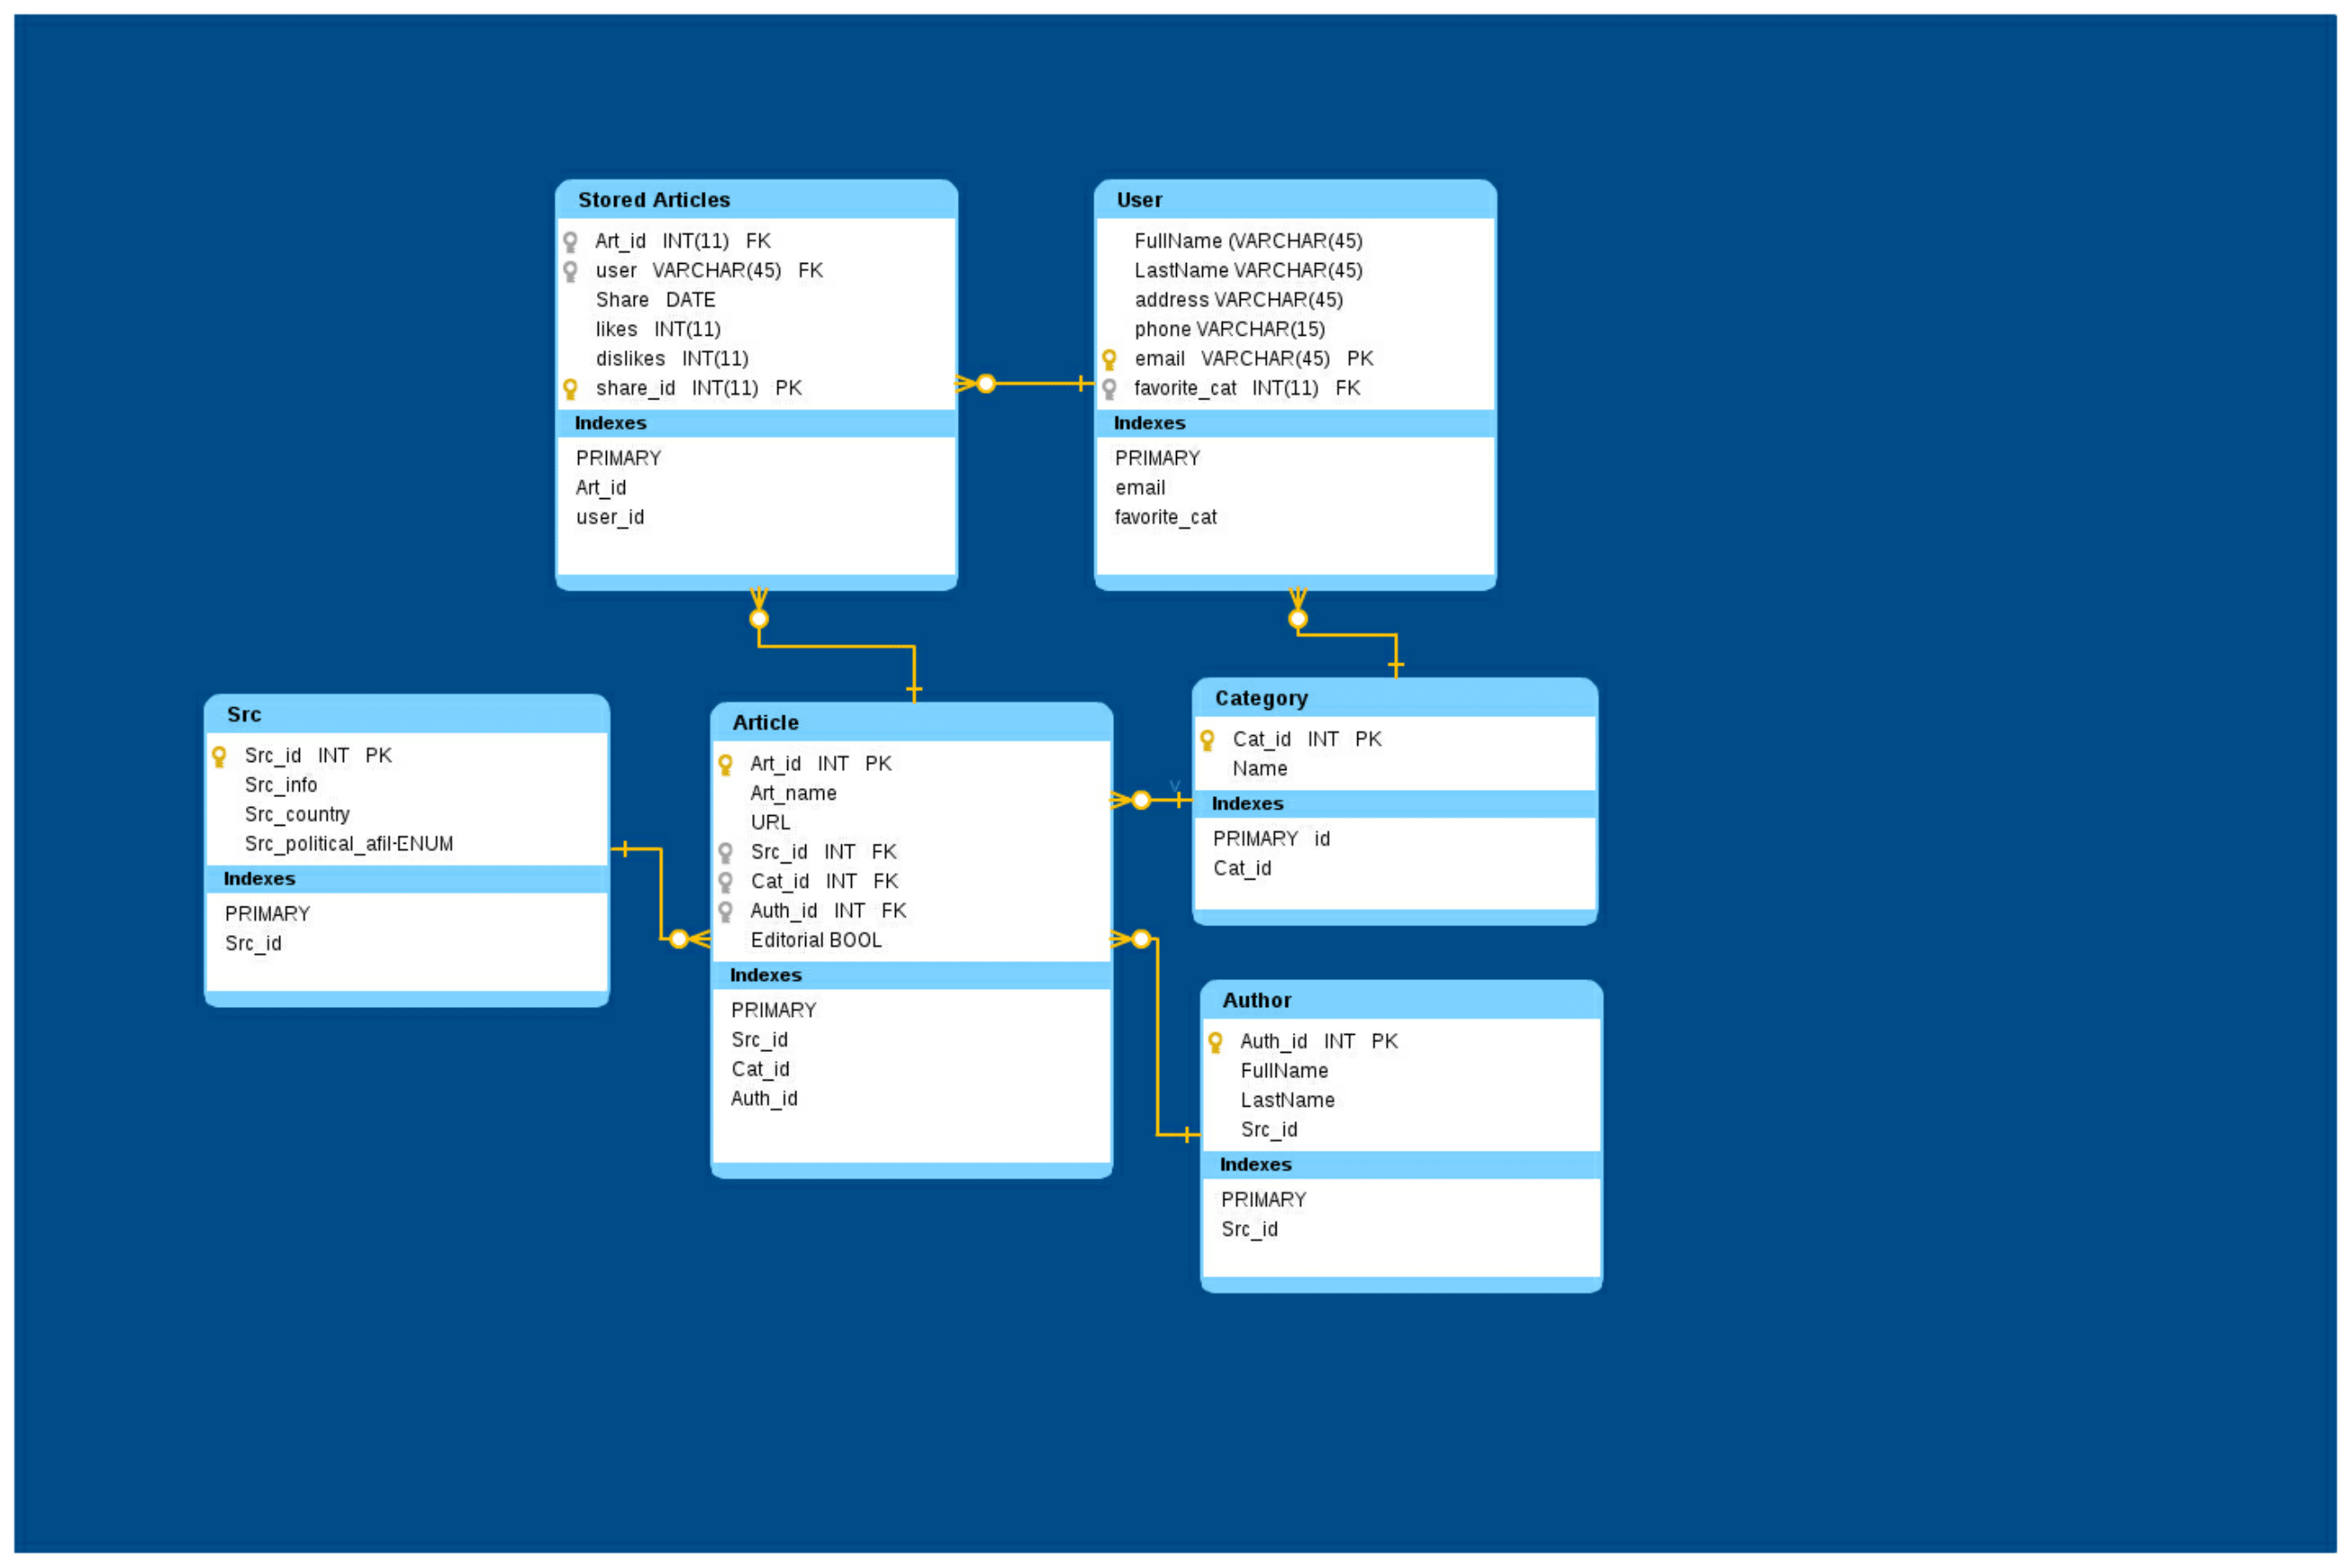 Stored Articles
Art_id INT(11) FK
user VARCHAR(45) FK
Share DATE
likes INT(11)
dislikes INT(11)
share_id INT(11) PK
Indexes
PRIMARY
Art_id
user_id
User
FullName (VARCHAR(45)
LastName VARCHAR(45)
address VARCHAR(45)
phone VARCHAR(15)
email VARCHAR(45) PK
favorite_cat INT(11) FK
Indexes
PRIMARY
email
favorite_cat
Src
Src_id INT PK
Src_info
Src_country
Src_political_afil-ENUM
Indexes
PRIMARY
Src_id
Article
Art_id INT PK
Art_name
URL
Src_id INT FK
Cat_id INT FK
Auth_id INT FK
Editorial BOOL
Indexes
PRIMARY
Src_id
Cat_id
Auth_id
v
Category
Cat_id INT PK
Name
Indexes
PRIMARY id
Cat_id
Author
Auth_id INT PK
FullName
LastName
Src_id
Indexes
PRIMARY
Src_id